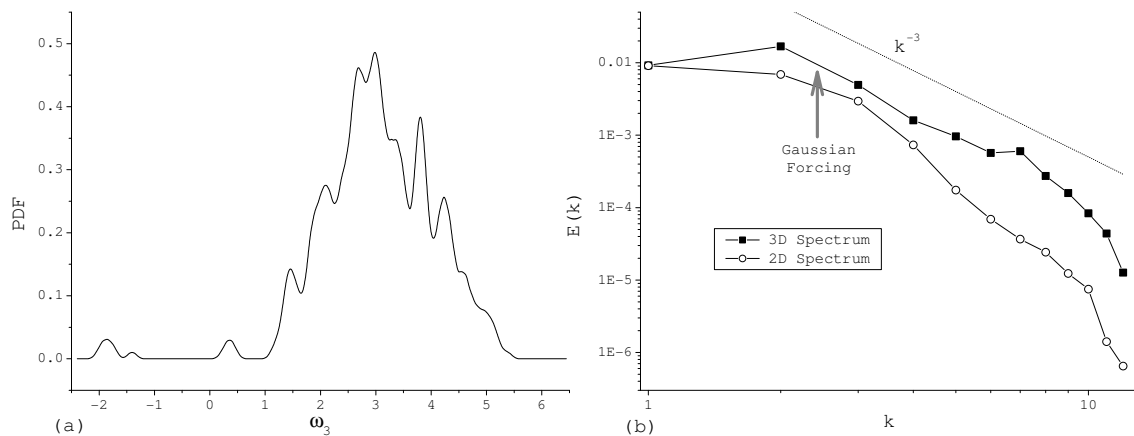 0.5
0.4
0.3
0.2
0.1
0.0
PDF
-2
-1
0
1
2
3
4
5
6
(a)
ω3
0.01
1E-3
1E-4
1E-5
1E-6
E(k)
k-3
Gaussian
Forcing
3D Spectrum
2D Spectrum
1
10
(b)
k